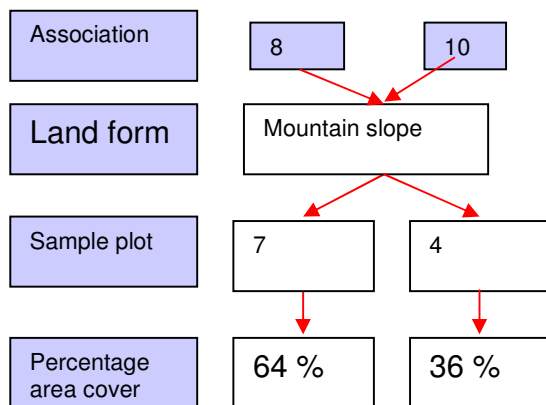 Association
8
10
Land form
Mountain slope
Sample plot
7
4
Percentage
area cover
64 %
36 %